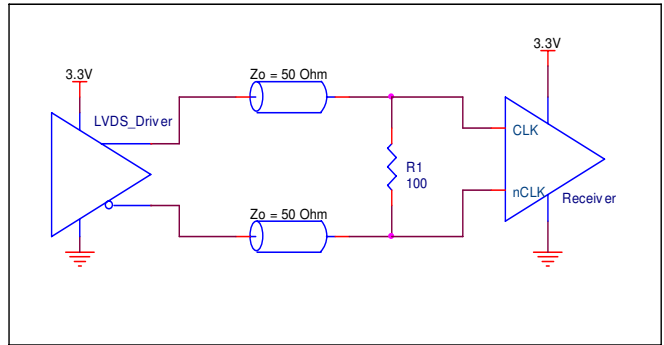 3.3V
Zo = 50 Ohm
3.3V
LVDS_Driver
CLK
R1
100
nCLK
Receiver
Zo = 50 Ohm